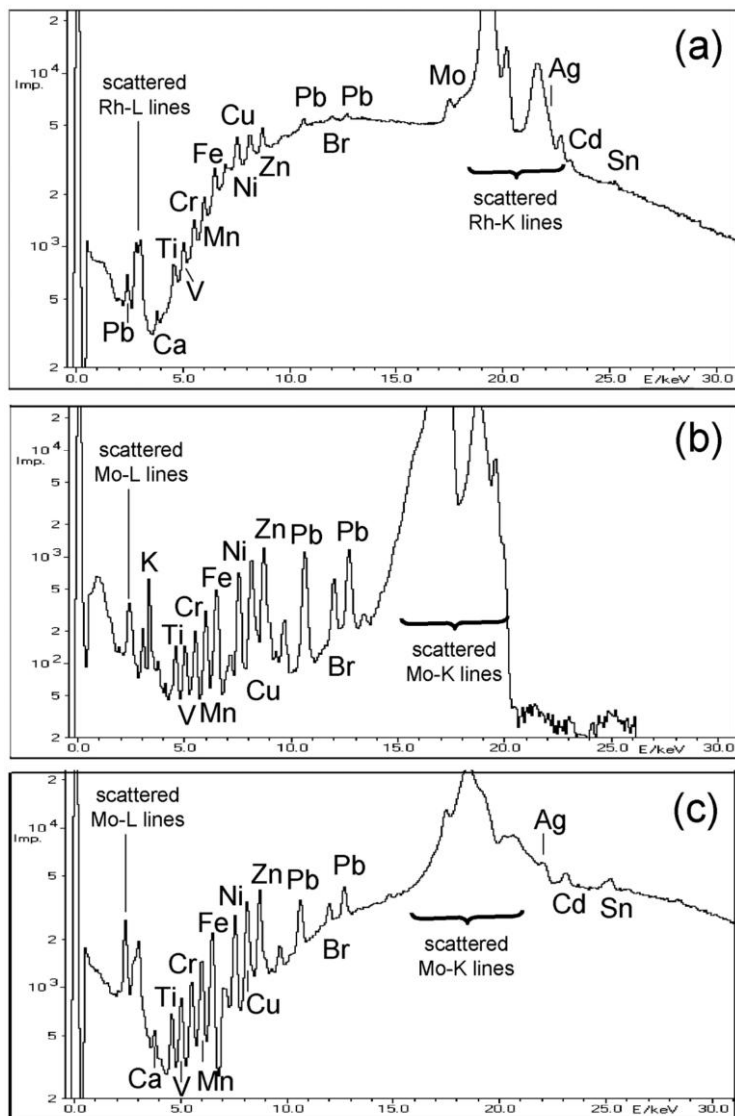 (a)
2
10⁴
Imp.
5
2
10³
5
2
scattered
Rh-L lines
Pb
Ca
Ti
V
Cr
Mn
Fe
Ni
Cu
Zn
Pb
Pb
Br
Mo
Ag
Cd
Sn
scattered
Rh-K lines
0.0 5.0 10.0 15.0 20.0 25.0 E/keV 30.0
(b)
2
10⁴
Imp.
5
2
10³
5
2
10²
5
2
scattered
Mo-L lines
K
Ti
V
Cr
Mn
Fe
Ni
Cu
Zn
Pb
Pb
Br
scattered
Mo-K lines
0.0 5.0 10.0 15.0 20.0 25.0 E/keV 30.0
(c)
2
10⁴
Imp.
5
2
10³
5
2
scattered
Mo-L lines
Ca
Ti
V
Cr
Mn
Fe
Ni
Cu
Zn
Pb
Pb
Br
Ag
Cd
Sn
scattered
Mo-K lines
0.0 5.0 10.0 15.0 20.0 25.0 E/keV 30.0